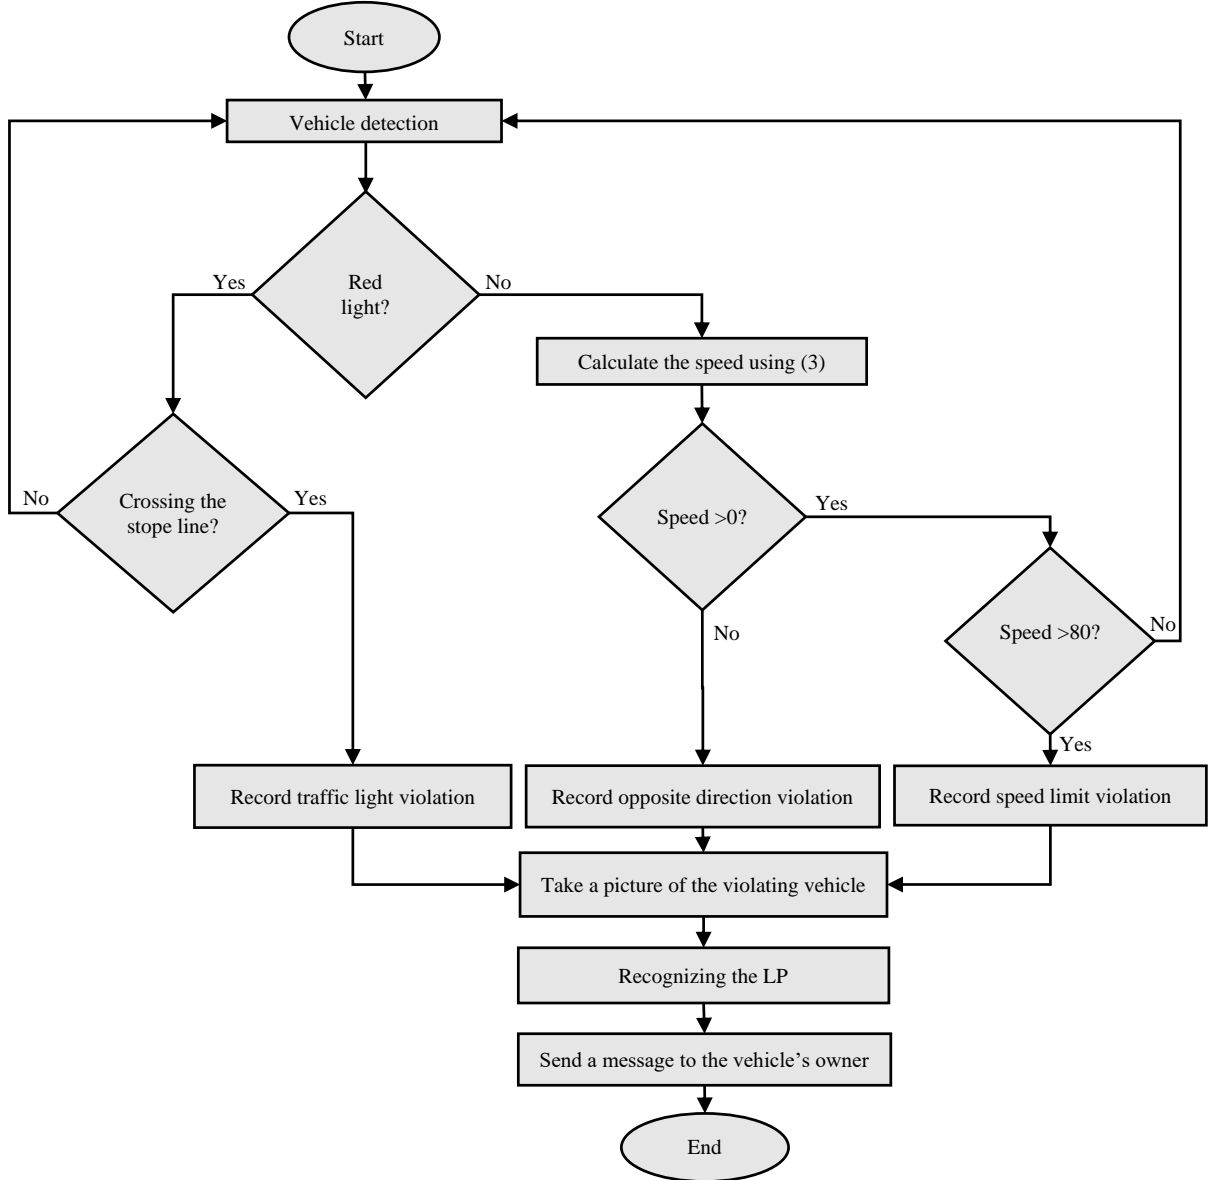 Start
Vehicle detection
Yes
Red
light?
No
Calculate the speed using (3)
No
Crossing the
stope line?
Yes
Speed >0?
Yes
No
Speed >80?
No
Yes
Record traffic light violation
Record opposite direction violation
Record speed limit violation
Take a picture of the violating vehicle
Recognizing the LP
Send a message to the vehicle’s owner
End